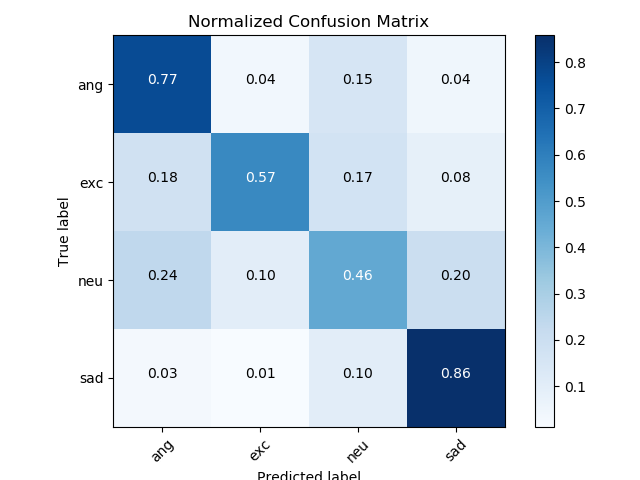 Normalized Confusion Matrix
True label
ang 0.77 0.04 0.15 0.04
exc 0.18 0.57 0.17 0.08
neu 0.24 0.10 0.46 0.20
sad 0.03 0.01 0.10 0.86
ang exc neu sad
Predicted label
0.8
0.7
0.6
0.5
0.4
0.3
0.2
0.1